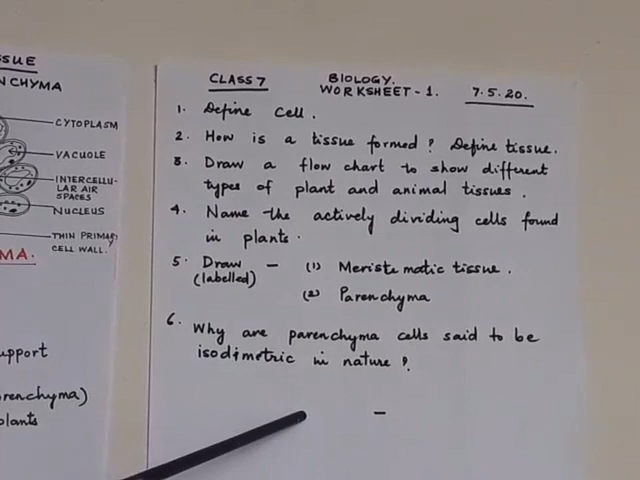 SSUE
NCHYMA
CYTOPLASM
VACUOLE
INTERCELLU-
LAR AIR
SPACES
NUCLEUS
THIN PRIMARY
CELL WALL.
MA.
upport
renchyma)
plants
CLASS 7 BIOLOGY.
WORKSHEET - 1. 7.5.20.
1. Define Cell.
2. How is a tissue formed? Define tissue.
3. Draw a flow chart to show different
types of plant and animal tissues.
4. Name the actively dividing cells found
in plants.
5. Draw - (1) Meristematic tissue.
(labelled)
(2) Parenchyma
6. Why are parenchyma cells said to be
isodimetric in nature?
-